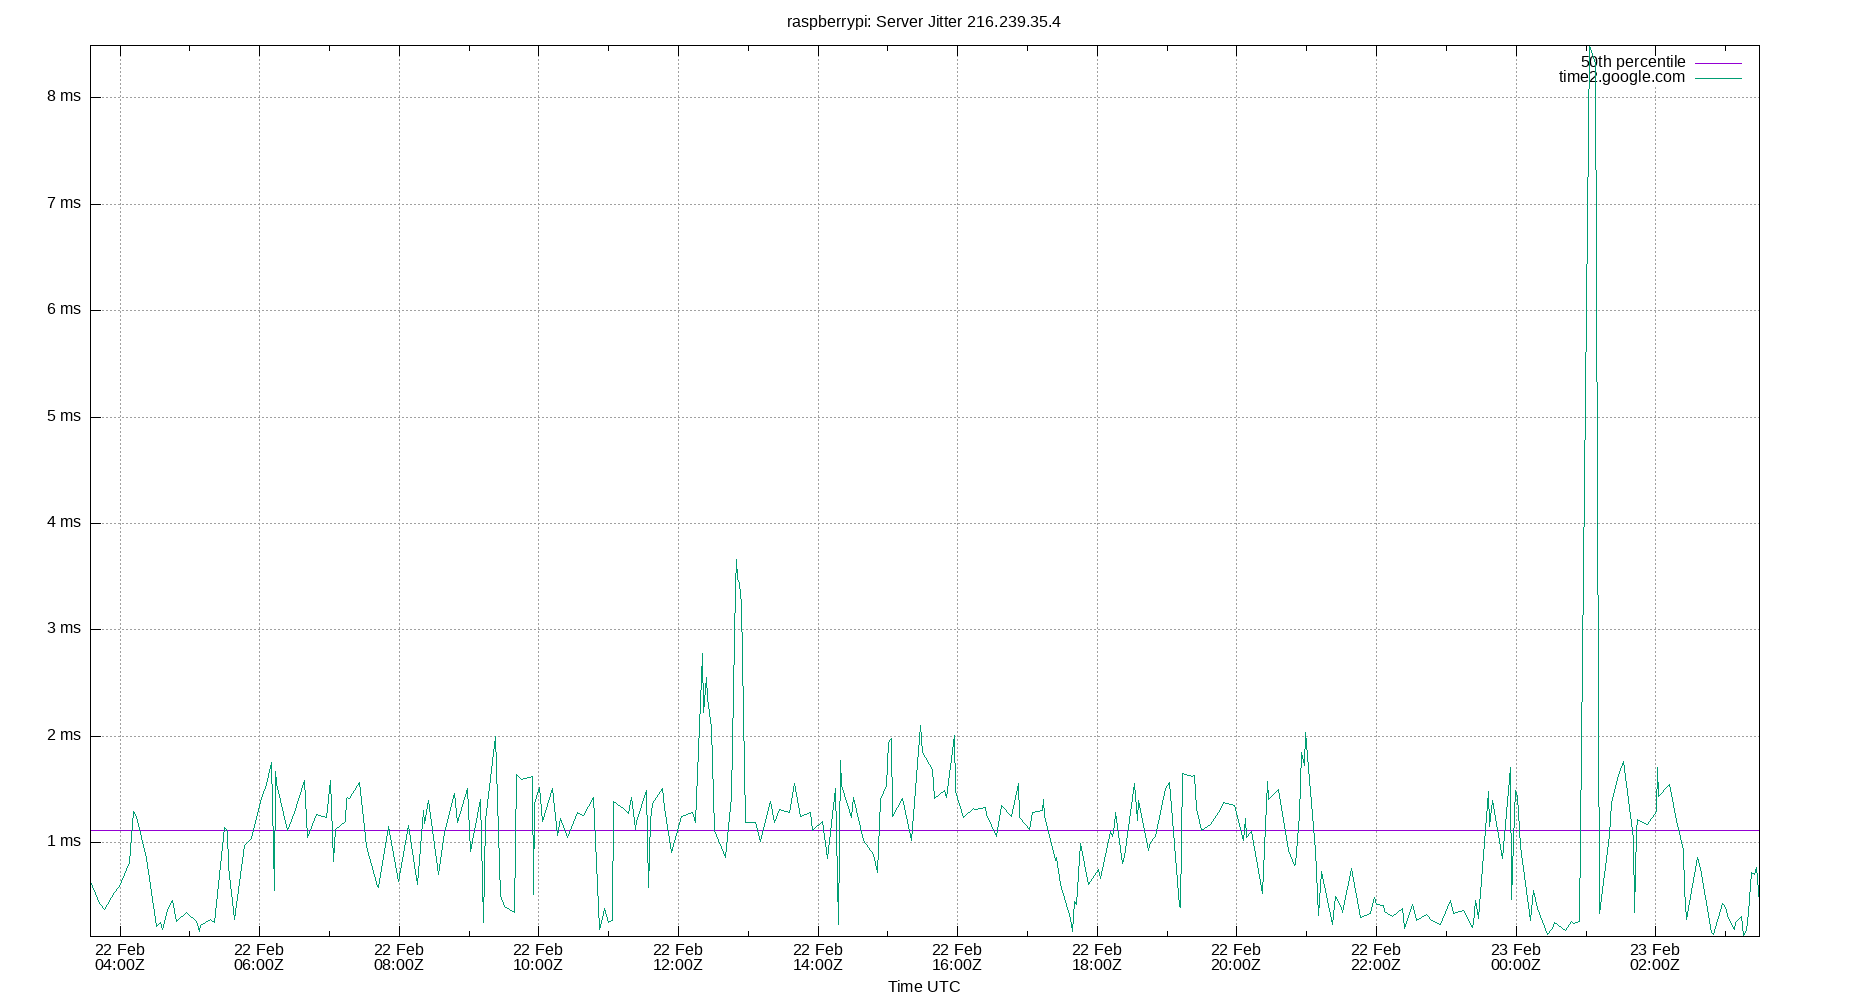 raspberrypi: Server Jitter 216.239.35.4
50th percentile
time2.google.com
8 ms
7 ms
6 ms
5 ms
4 ms
3 ms
2 ms
1 ms
22 Feb 22 Feb 22 Feb 22 Feb 22 Feb 22 Feb 22 Feb 22 Feb 22 Feb 22 Feb 23 Feb 23 Feb
04:00Z 06:00Z 08:00Z 10:00Z 12:00Z 14:00Z 16:00Z 18:00Z 20:00Z 22:00Z 00:00Z 02:00Z
Time UTC